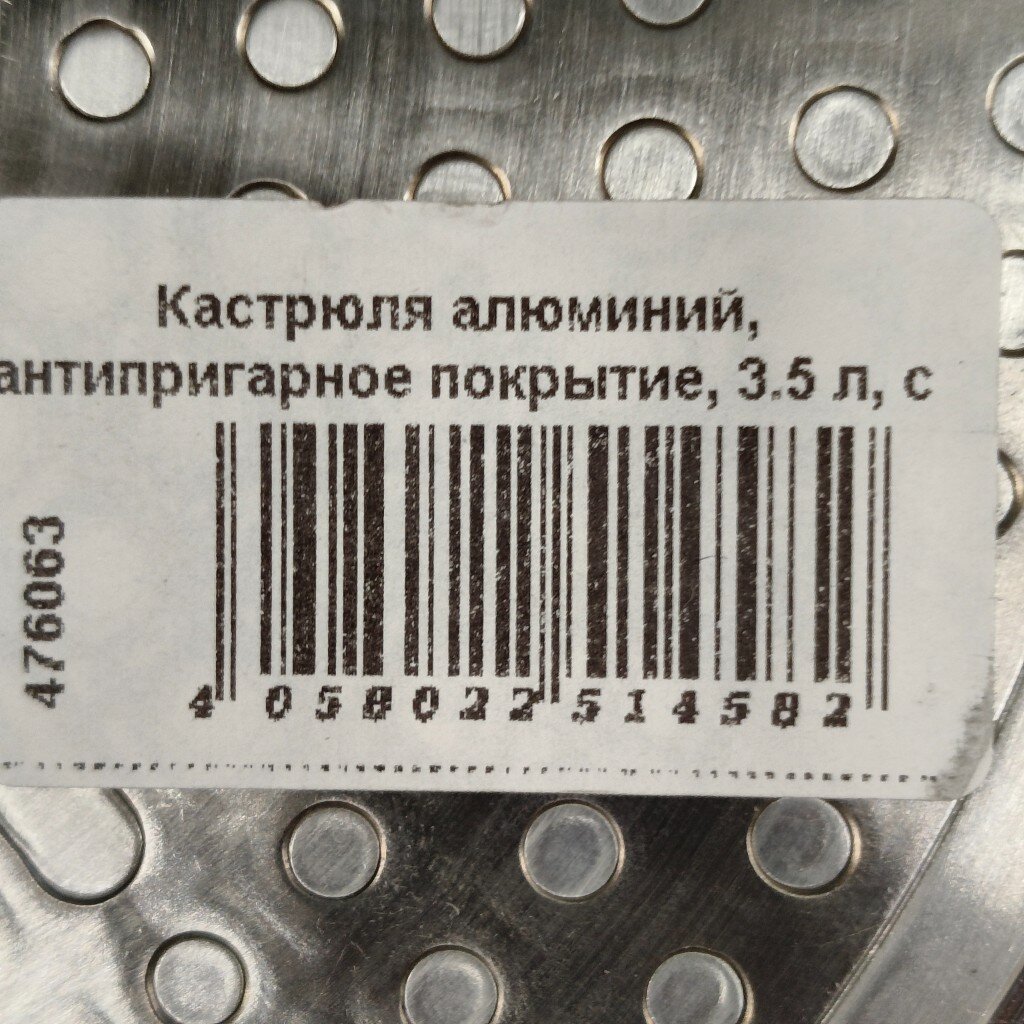 Кастрюля алюминий,
антипригарное покрытие, 3.5 л, с
476063
4 058022 514582